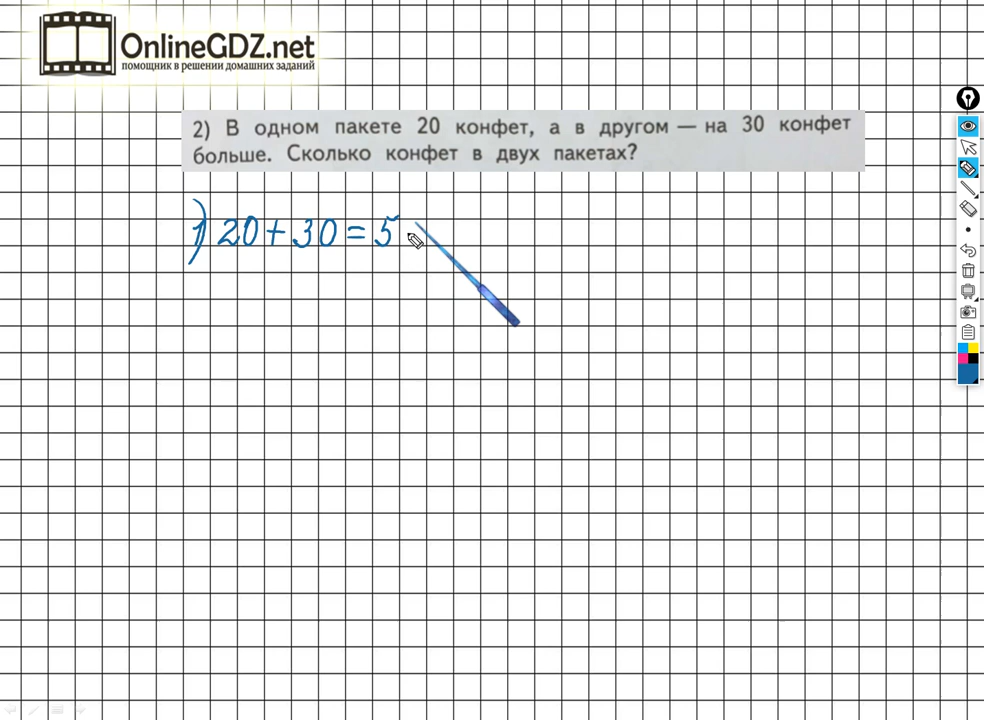 OnlineGDZ.net
помощник в решении домашних заданий
2) В одном пакете 20 конфет, а в другом — на 30 конфет
больше. Сколько конфет в двух пакетах?
1) 20 + 30 = 5